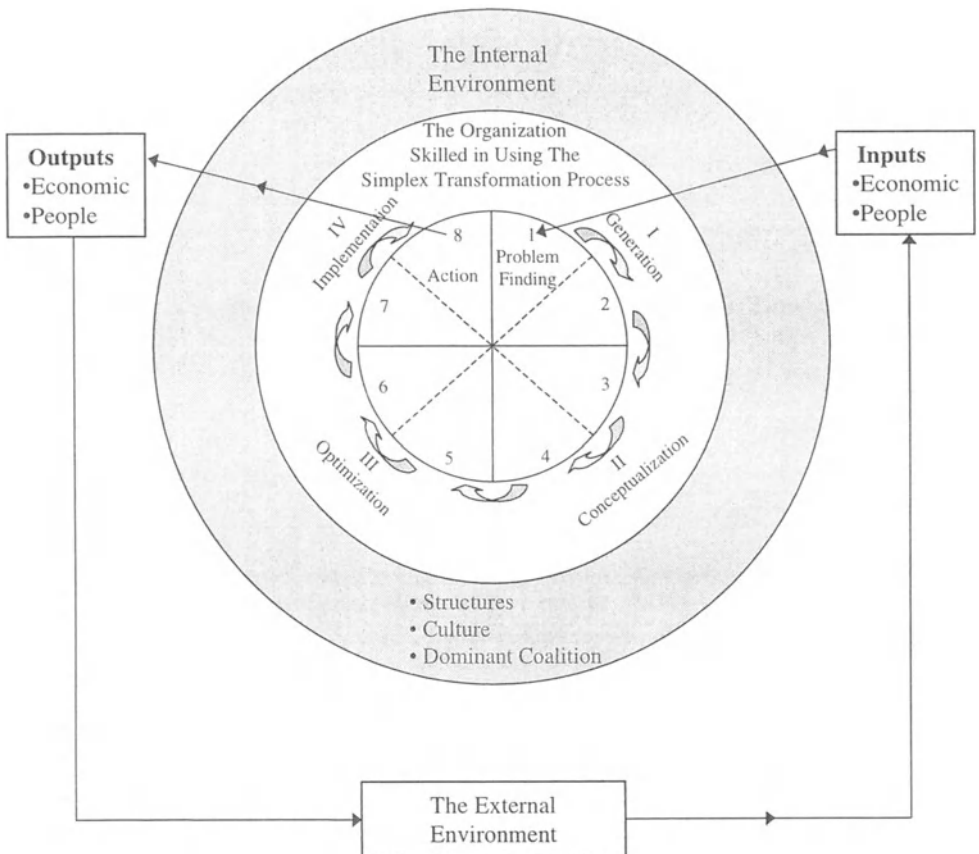 The Internal
Environment
The Organization
Skilled in Using The
Simplex Transformation Process
Outputs
•Economic
•People
Inputs
•Economic
•People
IV
Implementation
I
Generation
8
Action
1
Problem
Finding
7
2
6
3
5
4
III
Optimization
II
Conceptualization
• Structures
• Culture
• Dominant Coalition
The External
Environment